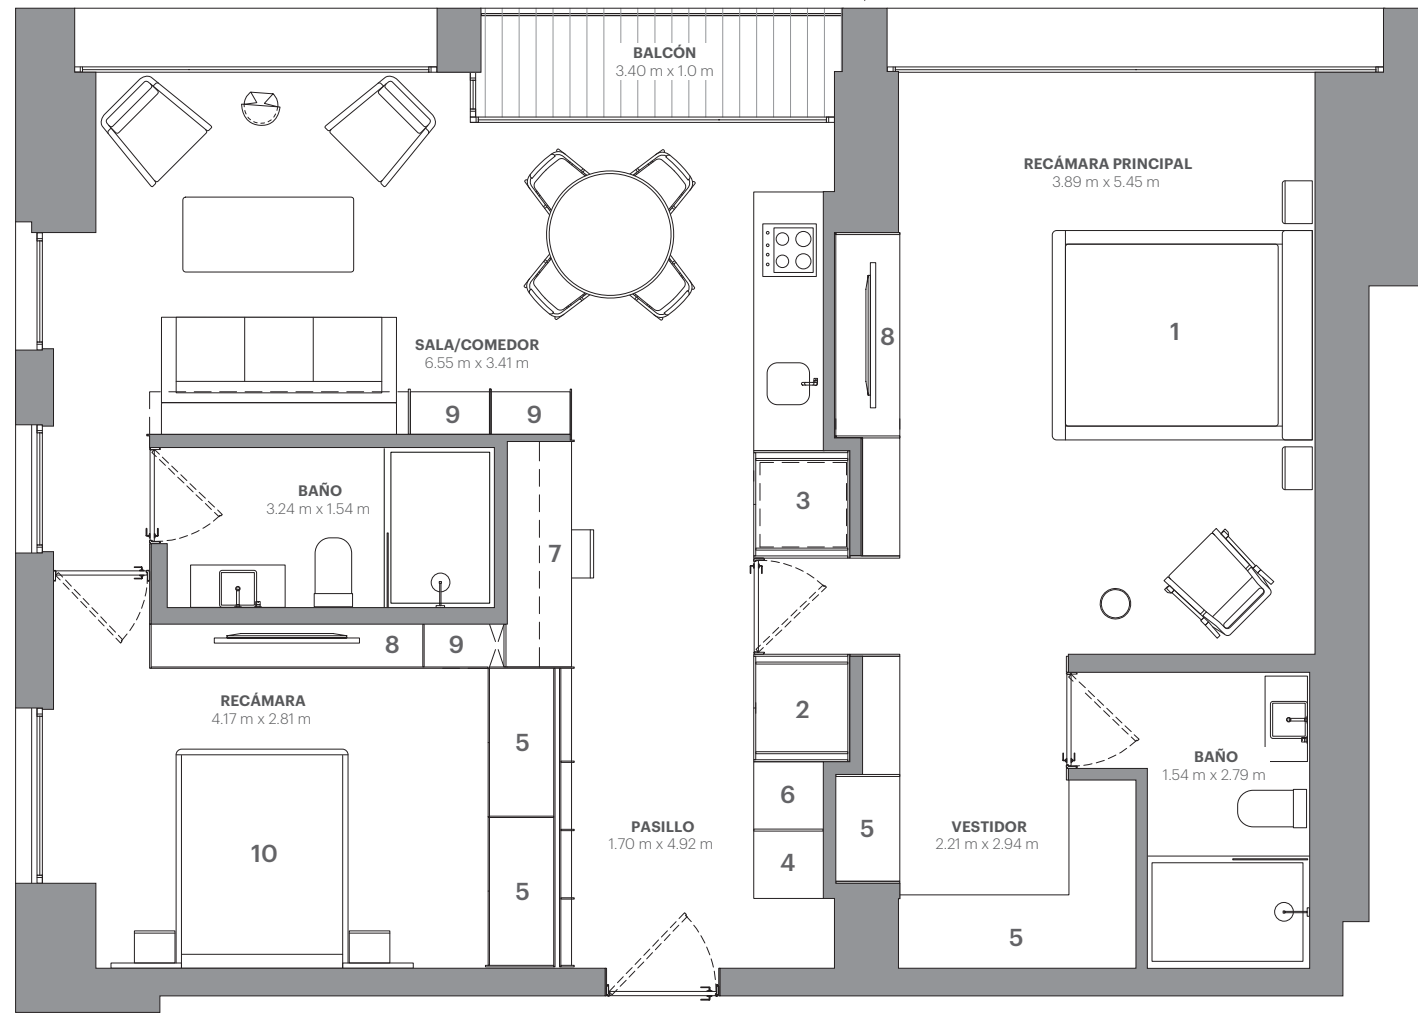 BALCÓN
3.40 m x 1.0 m
RECÁMARA PRINCIPAL
3.89 m x 5.45 m
1
8
SALA/COMEDOR
6.55 m x 3.41 m
9
9
BAÑO
3.24 m x 1.54 m
3
7
8
9
RECÁMARA
4.17 m x 2.81 m
5
2
BAÑO
1.54 m x 2.79 m
6
5
PASILLO
1.70 m x 4.92 m
VESTIDOR
2.21 m x 2.94 m
10
4
5
5